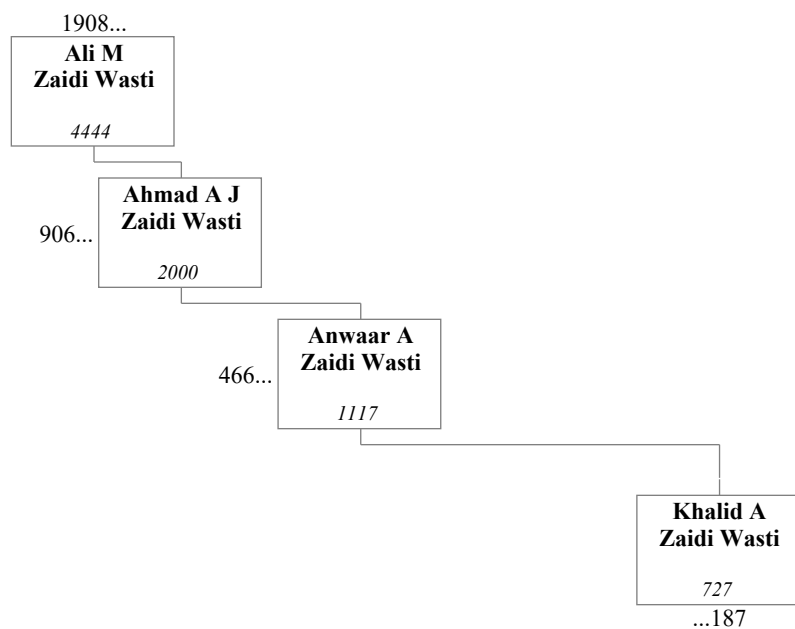 1908...
Ali M
Zaidi Wasti
4444
Ahmad A J
Zaidi Wasti
906...
2000
Anwaar A
Zaidi Wasti
466...
1117
Khalid A
Zaidi Wasti
727
...187